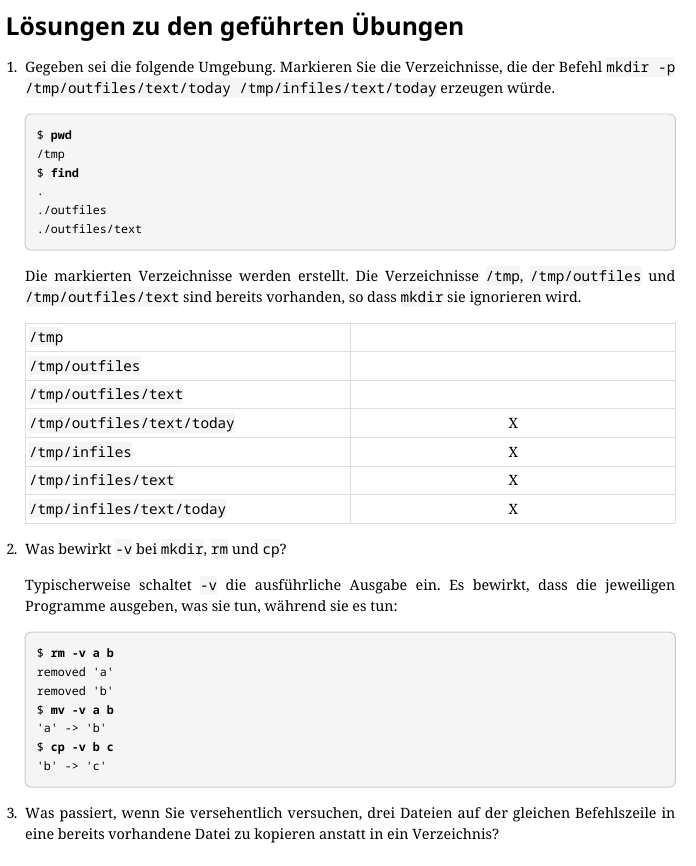 Lösungen zu den geführten Übungen
1. Gegeben sei die folgende Umgebung. Markieren Sie die Verzeichnisse, die der Befehl mkdir -p
/tmp/outfiles/text/today /tmp/infiles/text/today erzeugen würde.
$ pwd
/tmp
$ find
.
./outfiles
./outfiles/text
Die markierten Verzeichnisse werden erstellt. Die Verzeichnisse /tmp, /tmp/outfiles und
/tmp/outfiles/text sind bereits vorhanden, so dass mkdir sie ignorieren wird.
/tmp
/tmp/outfiles
/tmp/outfiles/text
/tmp/outfiles/text/today X
/tmp/infiles X
/tmp/infiles/text X
/tmp/infiles/text/today X
2. Was bewirkt -v bei mkdir, rm und cp?
Typischerweise schaltet -v die ausführliche Ausgabe ein. Es bewirkt, dass die jeweiligen
Programme ausgeben, was sie tun, während sie es tun:
$ rm -v a b
removed 'a'
removed 'b'
$ mv -v a b
'a' -> 'b'
$ cp -v b c
'b' -> 'c'
3. Was passiert, wenn Sie versehentlich versuchen, drei Dateien auf der gleichen Befehlszeile in
eine bereits vorhandene Datei zu kopieren anstatt in ein Verzeichnis?